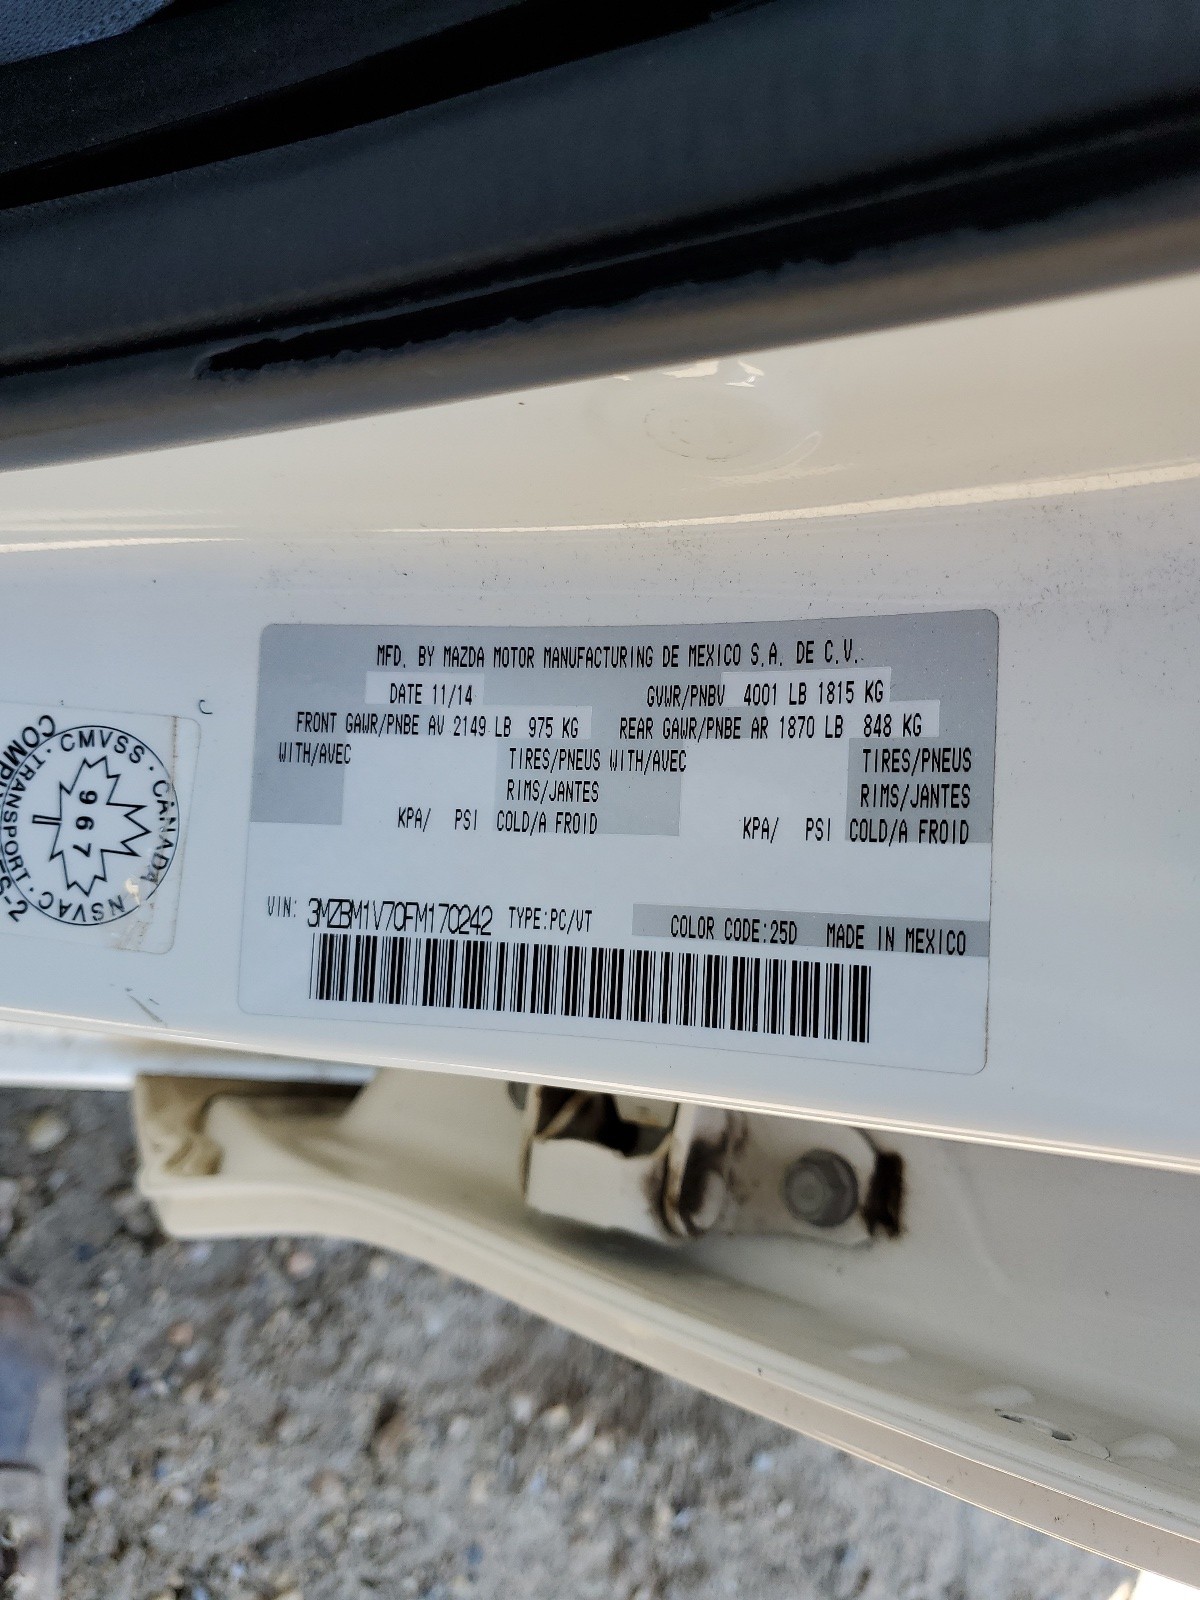 MFD. BY MAZDA MOTOR MANUFACTURING DE MEXICO S.A. DE C.V.
DATE 11/14 GVWR/PNBV 4001 LB 1815 KG
FRONT GAWR/PNBE AV 2149 LB 975 KG REAR GAWR/PNBE AR 1870 LB 848 KG
WITH/AVEC TIRES/PNEUS WITH/AVEC TIRES/PNEUS
RIMS/JANTES RIMS/JANTES
KPA/ PSI COLD/A FROID KPA/ PSI COLD/A FROID
VIN: 3MZBM1V70FM170242 TYPE:PC/VT COLOR CODE:25D MADE IN MEXICO
CANADA · CMVSS · TRANSPORT · NSVAC
967